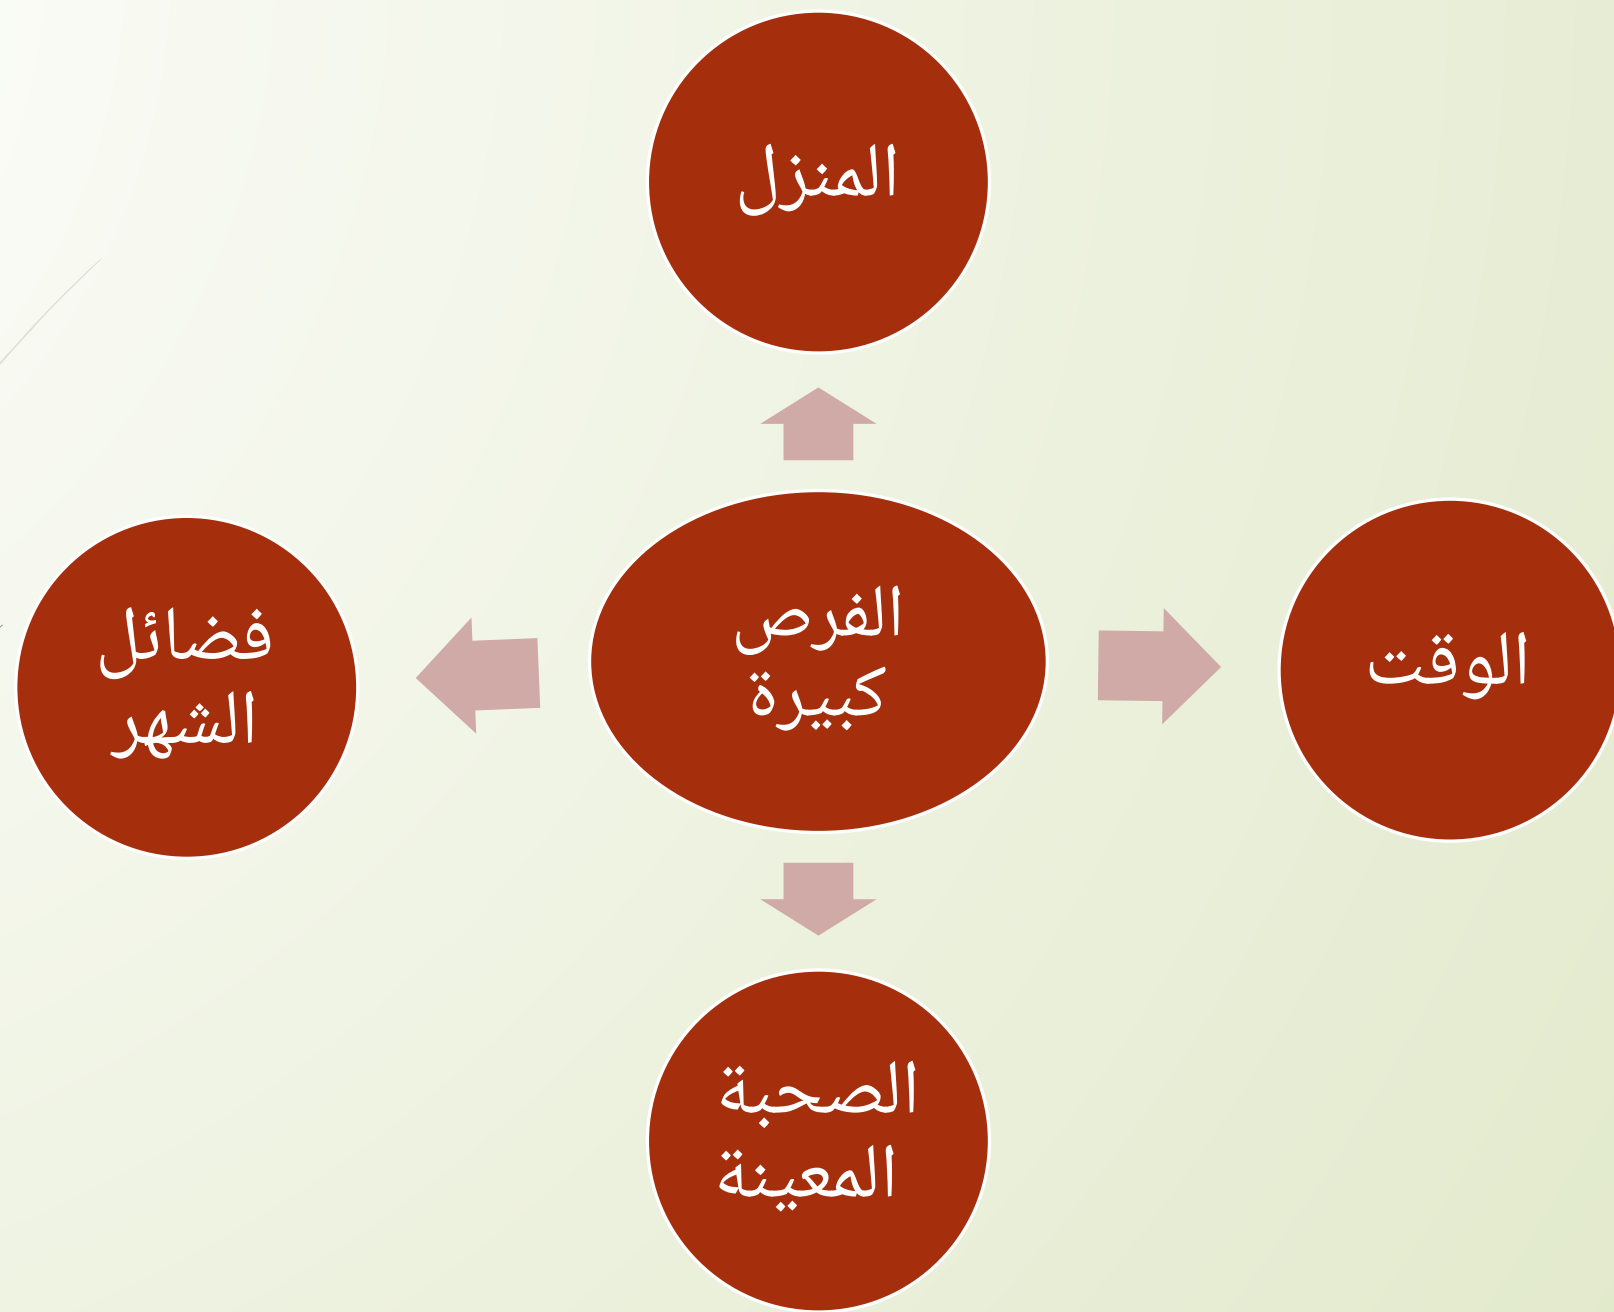 المنزل
الفرص
كبيرة
الوقت
فضائل
الشهر
الصحبة
المعينة